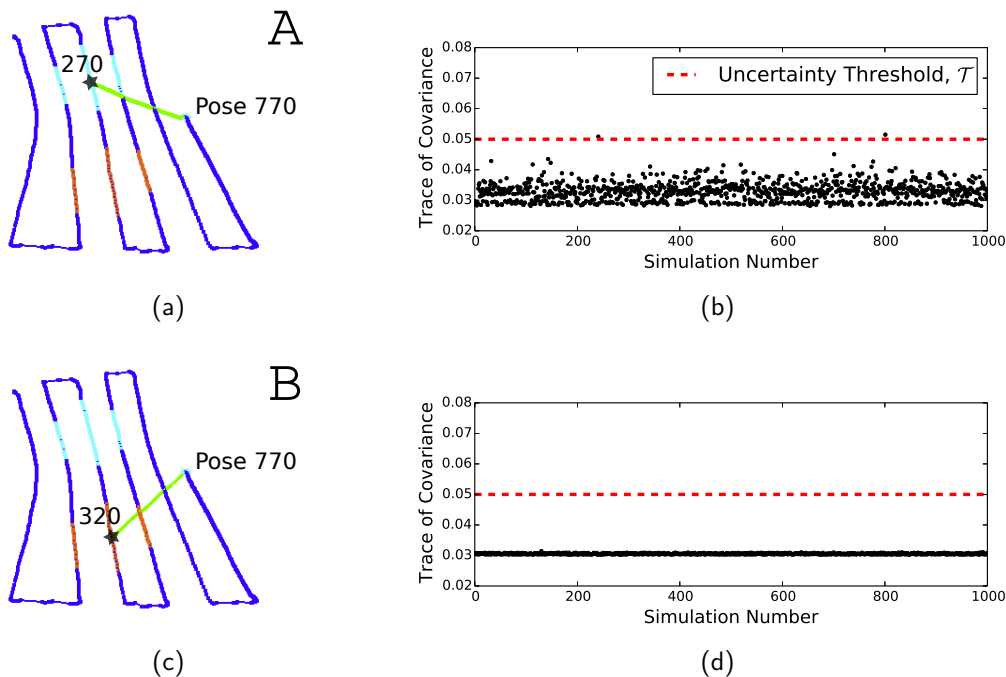 A
270
Pose 770
(a)
0.08
0.07
0.06
0.05
0.04
0.03
0.02
Trace of Covariance
Uncertainty Threshold, 𝒯
0 200 400 600 800 1000
Simulation Number
(b)
B
Pose 770
320
(c)
0.08
0.07
0.06
0.05
0.04
0.03
0.02
Trace of Covariance
0 200 400 600 800 1000
Simulation Number
(d)